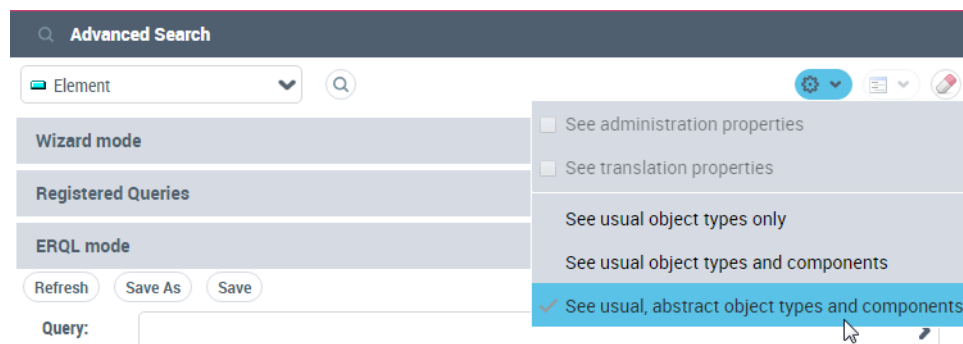 Advanced Search
Element
Wizard mode
See administration properties
See translation properties
Registered Queries
See usual object types only
ERQL mode
See usual object types and components
Refresh Save As Save
See usual, abstract object types and components
Query: